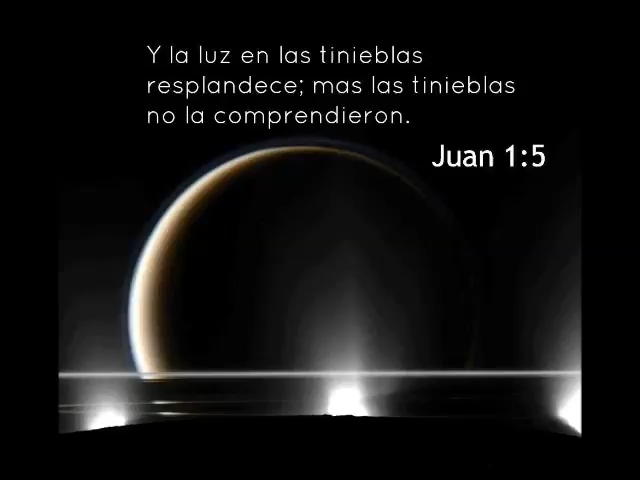 Y la luz en las tinieblas
resplandece; mas las tinieblas
no la comprendieron.
Juan 1:5